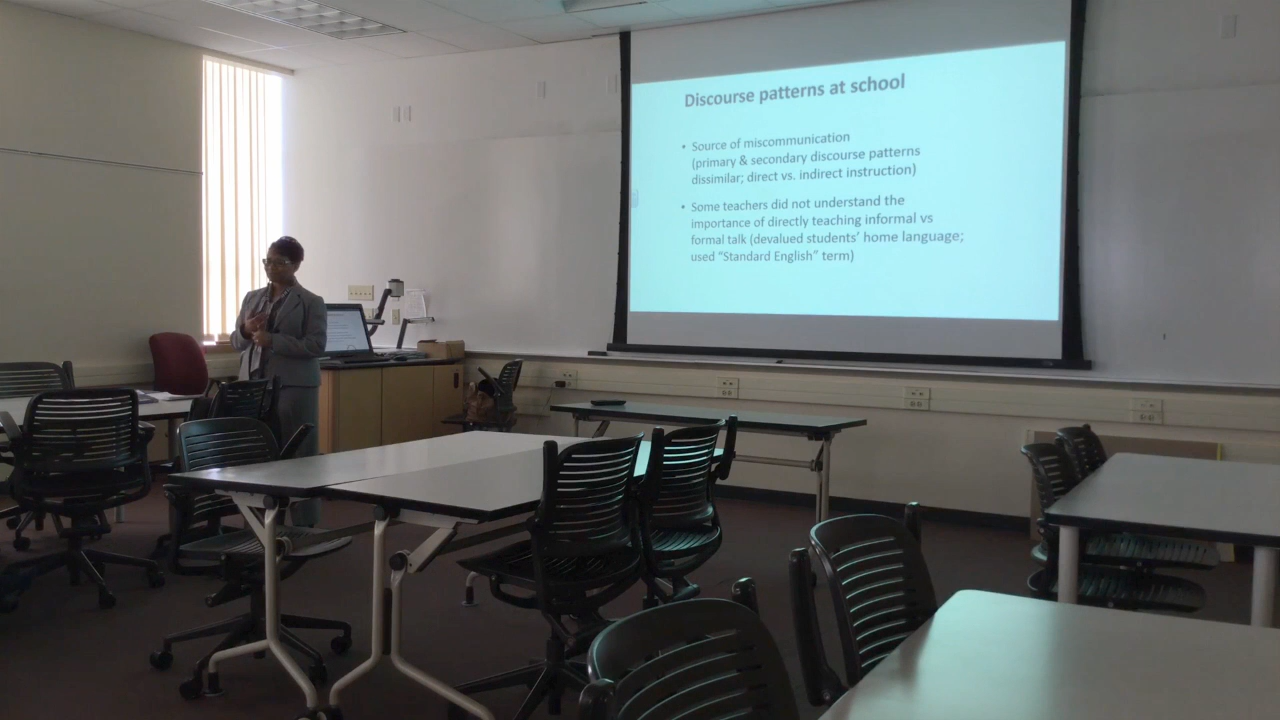 Discourse patterns at school
• Source of miscommunication
(primary & secondary discourse patterns
dissimilar; direct vs. indirect instruction)
• Some teachers did not understand the
importance of directly teaching informal vs
formal talk (devalued students’ home language;
used “Standard English” term)